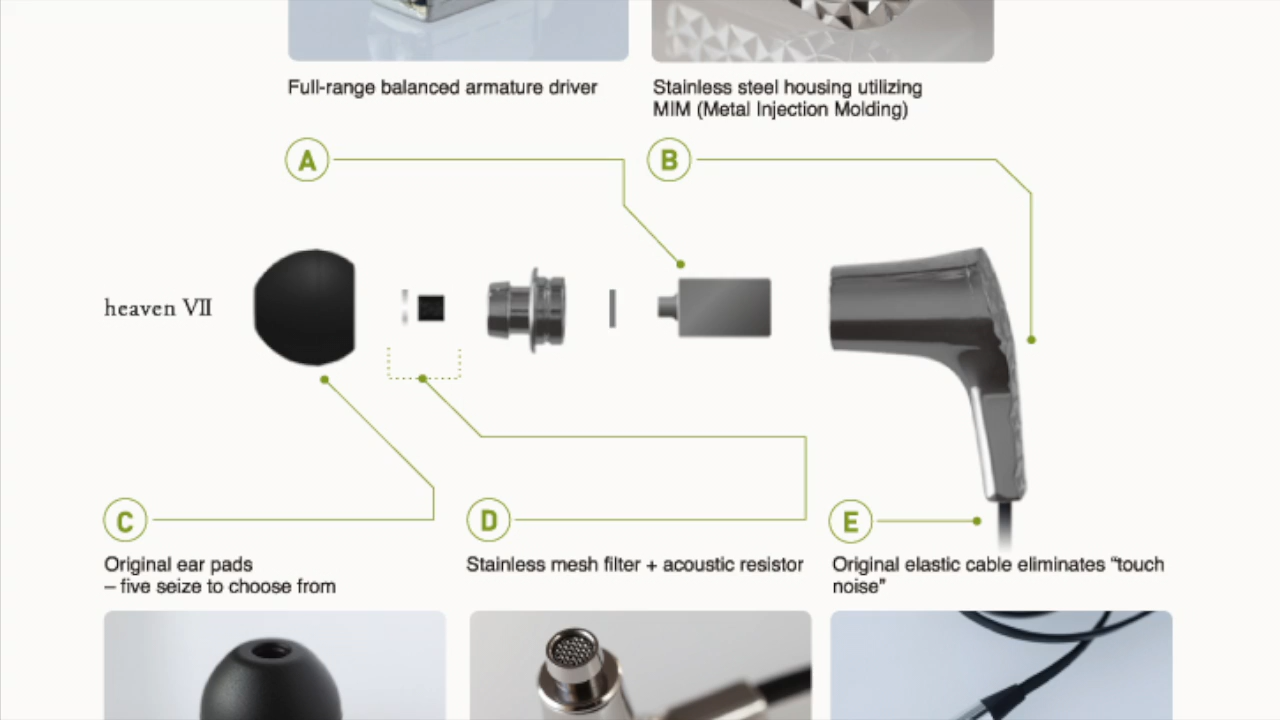 Full-range balanced armature driver
Stainless steel housing utilizing
MIM (Metal Injection Molding)
A
B
heaven VII
C
D
E
Original ear pads
– five seize to choose from
Stainless mesh filter + acoustic resistor
Original elastic cable eliminates “touch
noise”